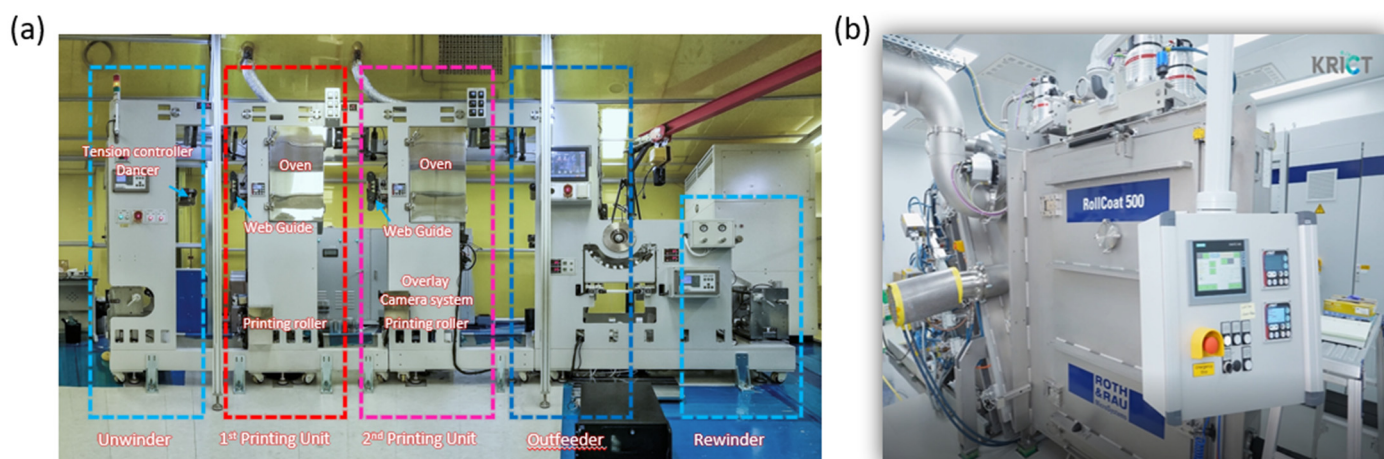 (a)
Tension controller
Dancer
Oven
Web Guide
Printing roller
Oven
Web Guide
Overlay
Camera system
Printing roller
Unwinder
1st Printing Unit
2nd Printing Unit
Outfeeder
Rewinder
(b)
KRICT
RollCoat 500
ROTH
&RAU